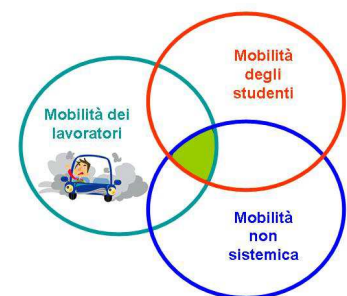 Mobilità
degli
studenti
Mobilità dei
lavoratori
Mobilità
non
sistemica